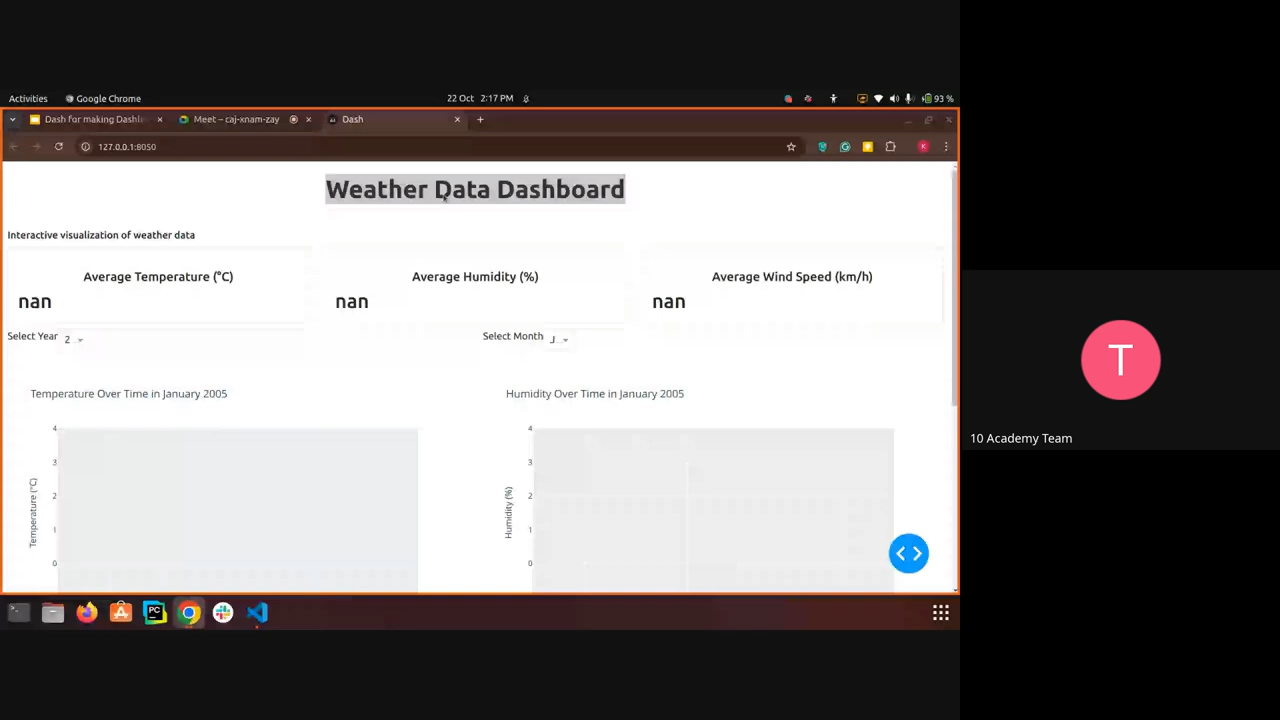 Activities Google Chrome 22 Oct 2:17 PM 93 %
Dash for making Dashb Meet – caj-xnam-zay Dash
127.0.0.1:8050
Weather Data Dashboard
Interactive visualization of weather data
Average Temperature (°C) Average Humidity (%) Average Wind Speed (km/h)
nan nan nan
Select Year 2 Select Month J
Temperature Over Time in January 2005 Humidity Over Time in January 2005
4 4
3 3
2 2
1 1
0 0
Temperature (°C) Humidity (%)
T
10 Academy Team
PC
K